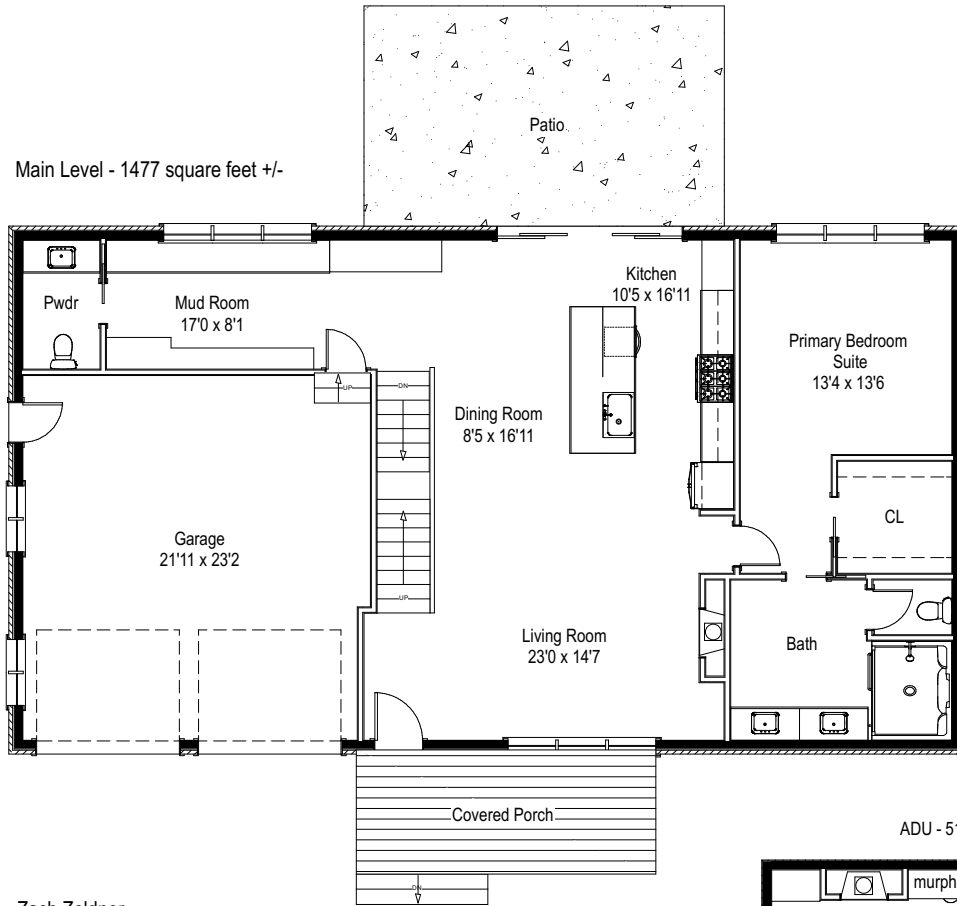 Patio
Main Level - 1477 square feet +/-
Kitchen
10'5 x 16'11
Pwdr
Mud Room
17'0 x 8'1
Primary Bedroom
Suite
13'4 x 13'6
UP
DN
Dining Room
8'5 x 16'11
CL
Garage
21'11 x 23'2
UP
Living Room
23'0 x 14'7
Bath
Covered Porch
ADU - 51
DN
murph